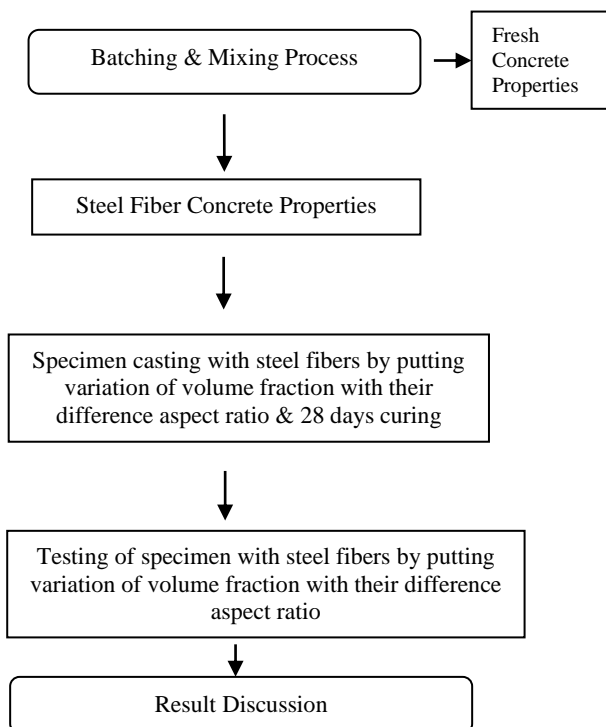 Batching & Mixing Process
Fresh
Concrete
Properties
Steel Fiber Concrete Properties
Specimen casting with steel fibers by putting
variation of volume fraction with their
difference aspect ratio & 28 days curing
Testing of specimen with steel fibers by putting
variation of volume fraction with their difference
aspect ratio
Result Discussion